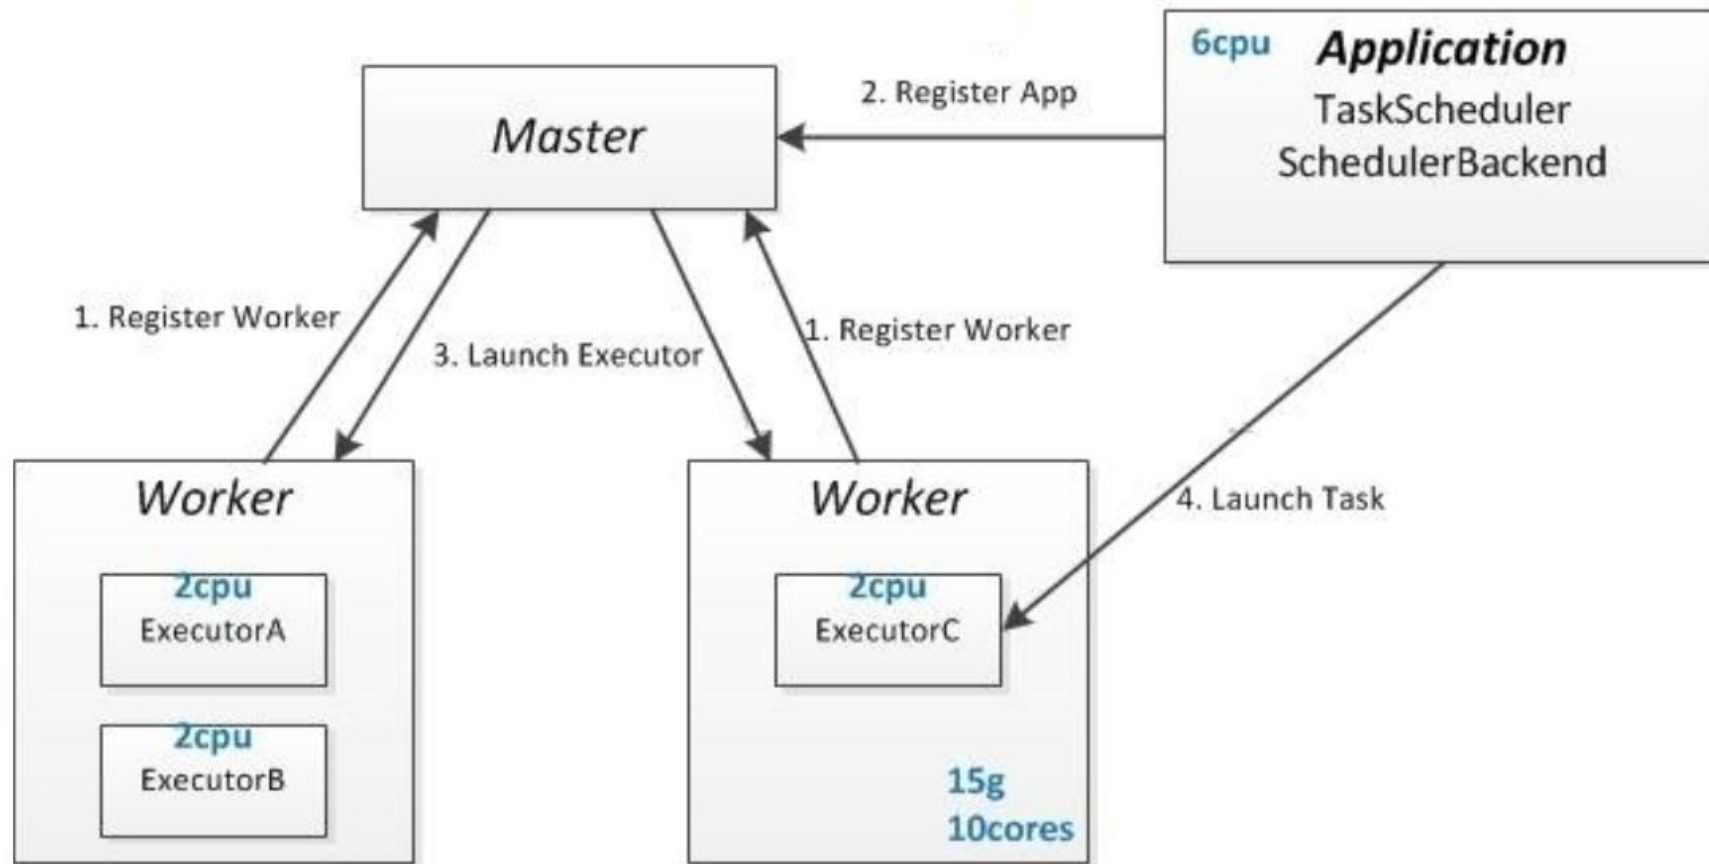 6cpu Application
TaskScheduler
SchedulerBackend
2. Register App
Master
1. Register Worker
3. Launch Executor
1. Register Worker
4. Launch Task
Worker
2cpu
ExecutorA
2cpu
ExecutorB
Worker
2cpu
ExecutorC
15g
10cores